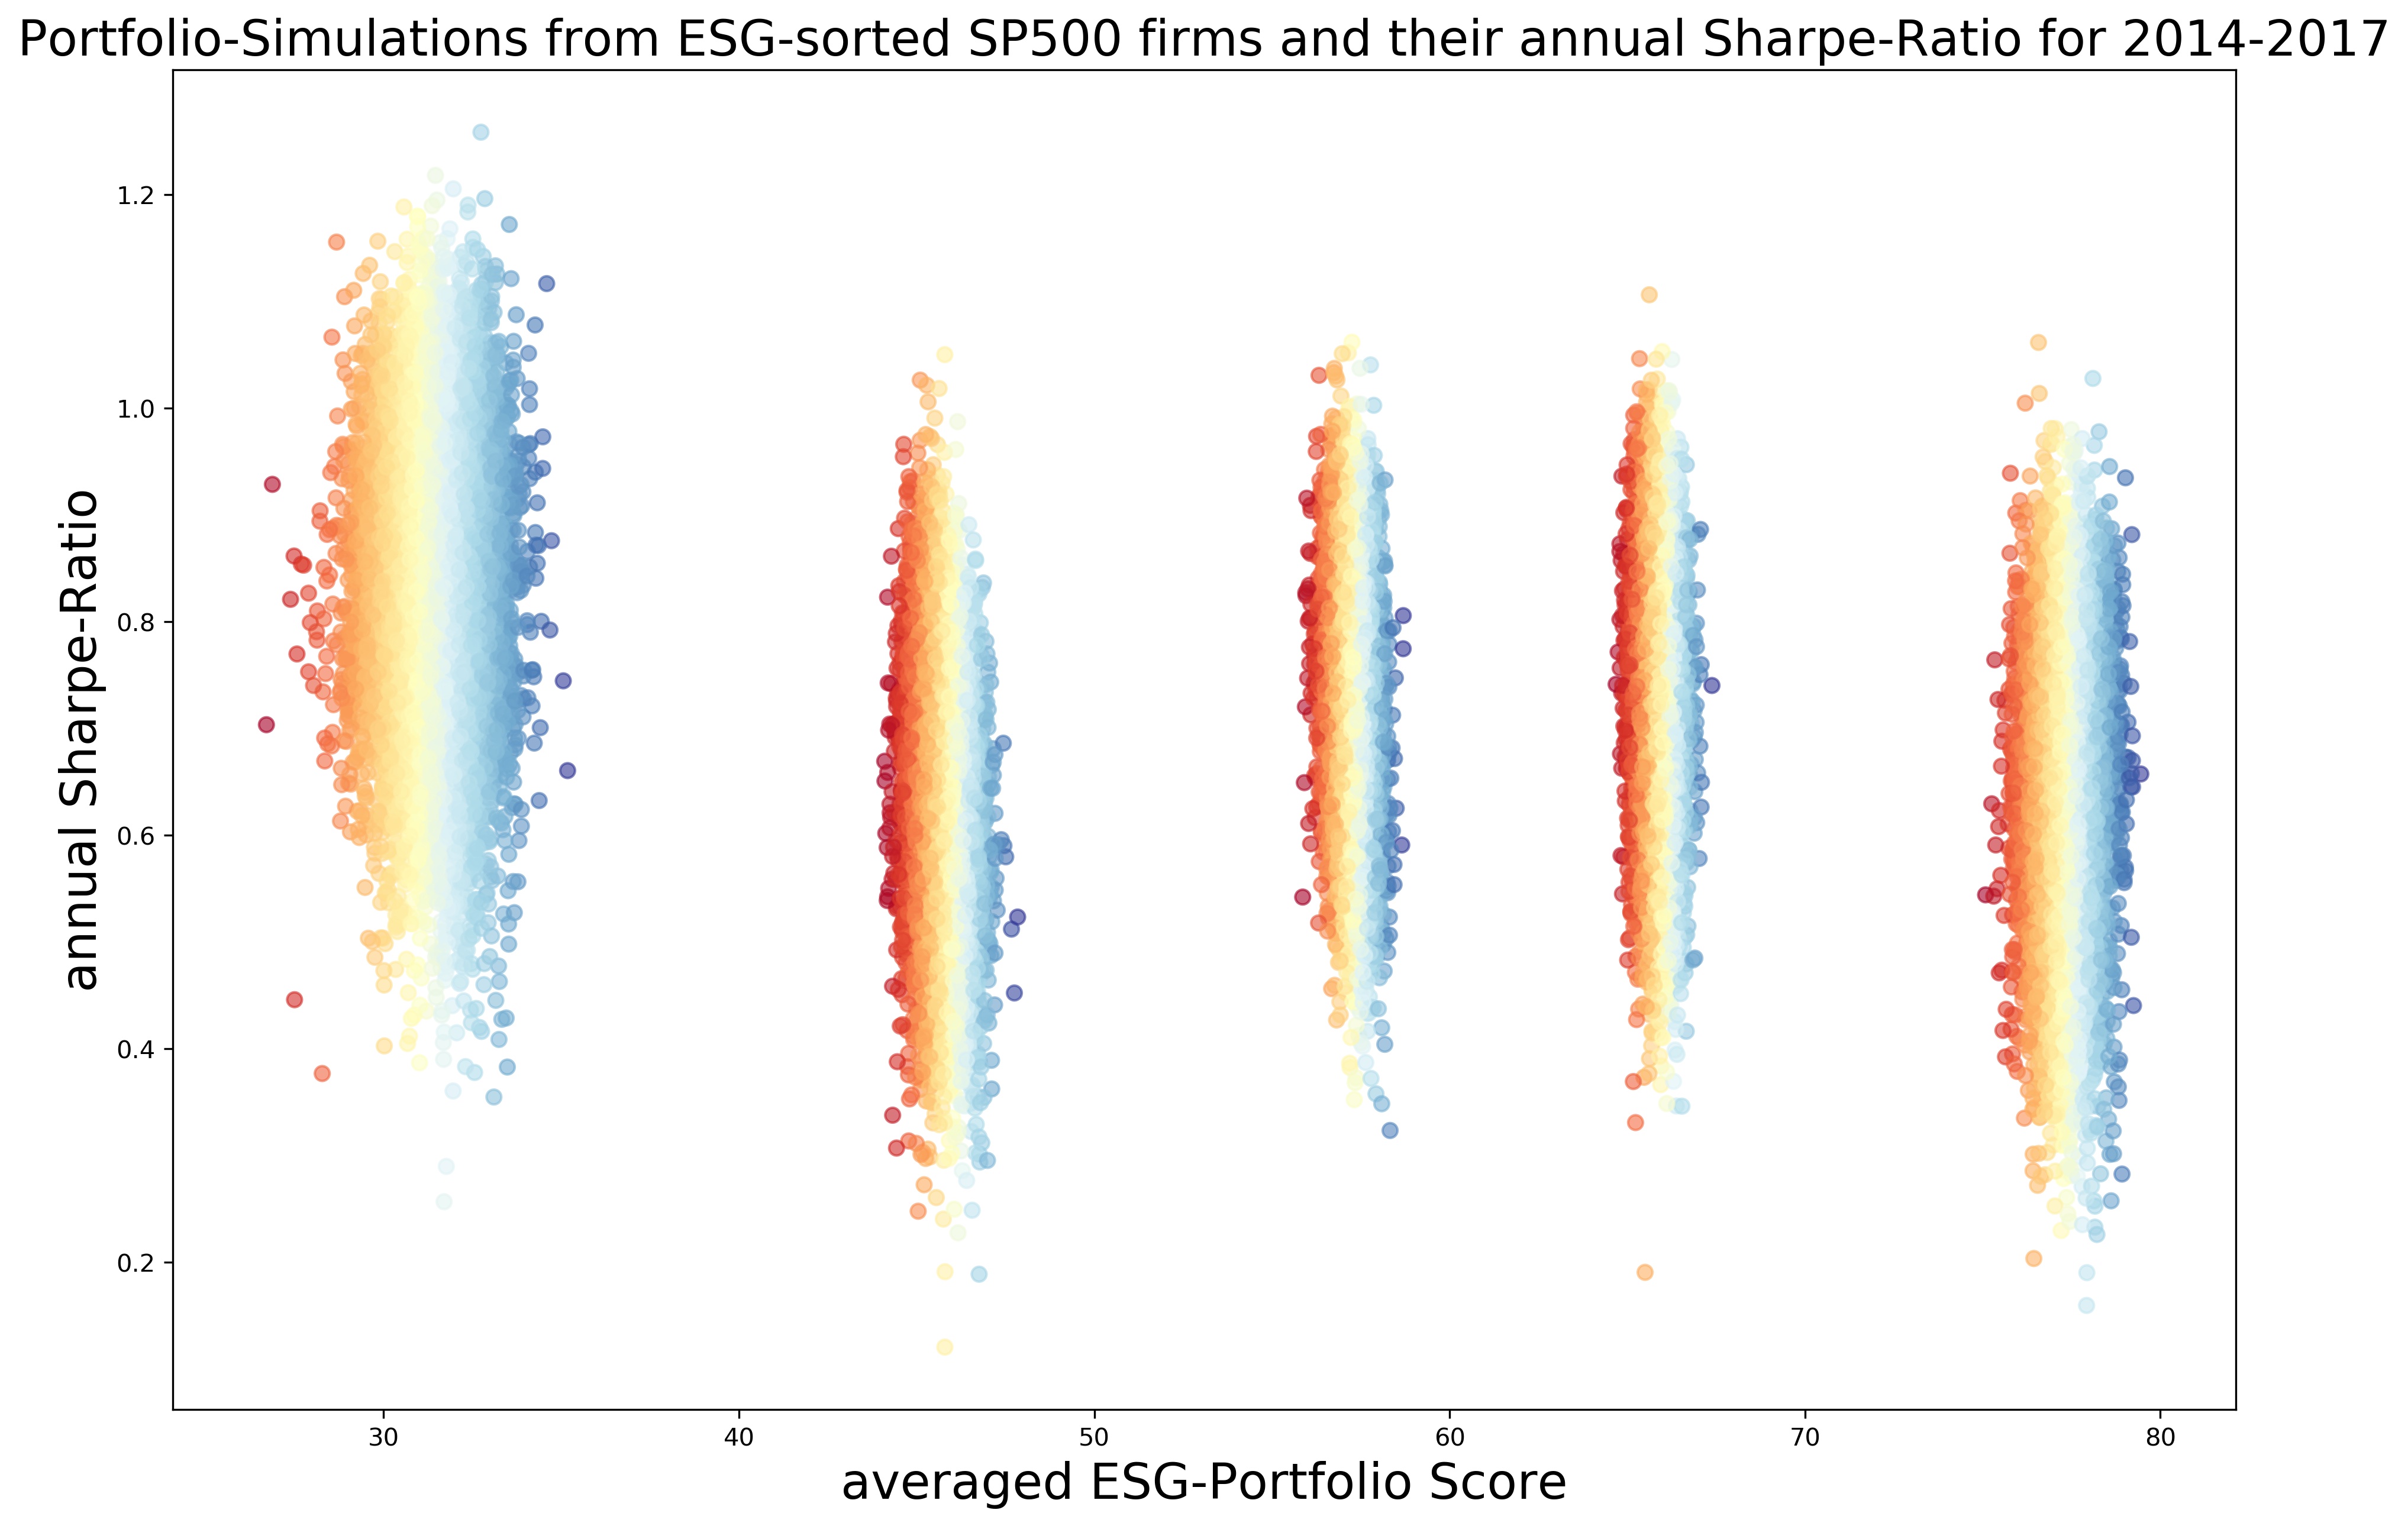 Portfolio-Simulations from ESG-sorted SP500 firms and their annual Sharpe-Ratio for 2014-2017
annual Sharpe-Ratio
1.2
1.0
0.8
0.6
0.4
0.2
30 40 50 60 70 80
averaged ESG-Portfolio Score